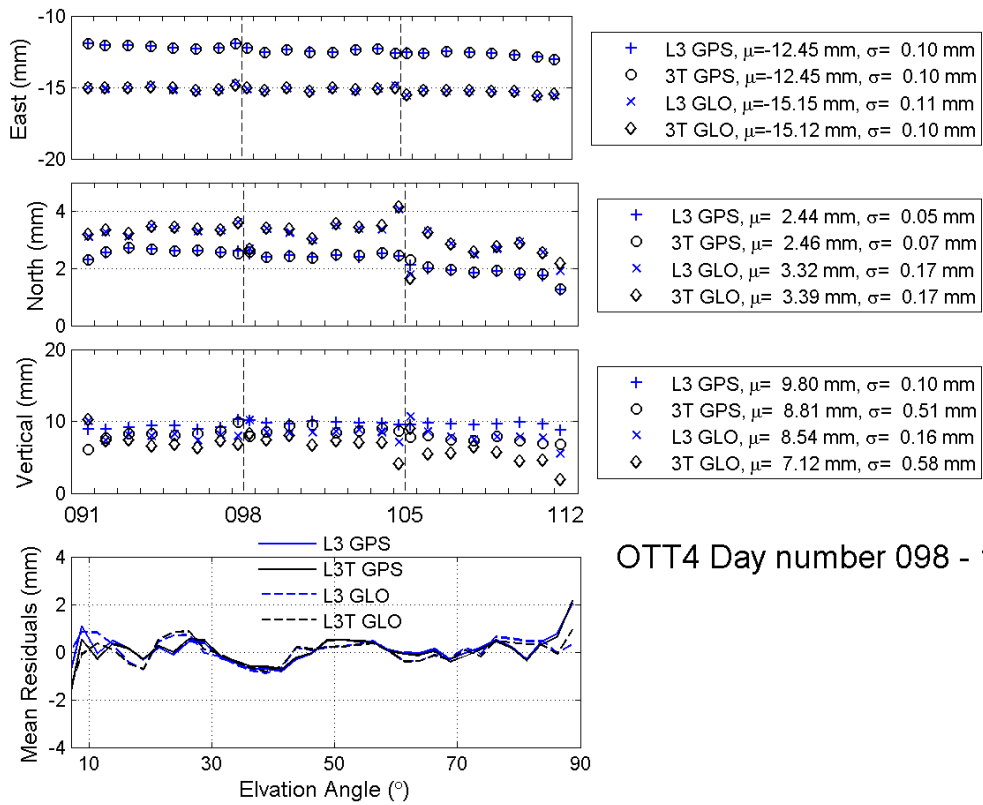 -10
-15
-20
East (mm)
+ L3 GPS, μ=-12.45 mm, σ= 0.10 mm
○ 3T GPS, μ=-12.45 mm, σ= 0.10 mm
× L3 GLO, μ=-15.15 mm, σ= 0.11 mm
◇ 3T GLO, μ=-15.12 mm, σ= 0.10 mm
4
2
0
North (mm)
+ L3 GPS, μ= 2.44 mm, σ= 0.05 mm
○ 3T GPS, μ= 2.46 mm, σ= 0.07 mm
× L3 GLO, μ= 3.32 mm, σ= 0.17 mm
◇ 3T GLO, μ= 3.39 mm, σ= 0.17 mm
20
10
0
Vertical (mm)
+ L3 GPS, μ= 9.80 mm, σ= 0.10 mm
○ 3T GPS, μ= 8.81 mm, σ= 0.51 mm
× L3 GLO, μ= 8.54 mm, σ= 0.16 mm
◇ 3T GLO, μ= 7.12 mm, σ= 0.58 mm
091 098 105 112
OTT4 Day number 098 -
4
2
0
-2
-4
Mean Residuals (mm)
L3 GPS
L3T GPS
L3 GLO
L3T GLO
10 30 50 70 90
Elvation Angle (°)